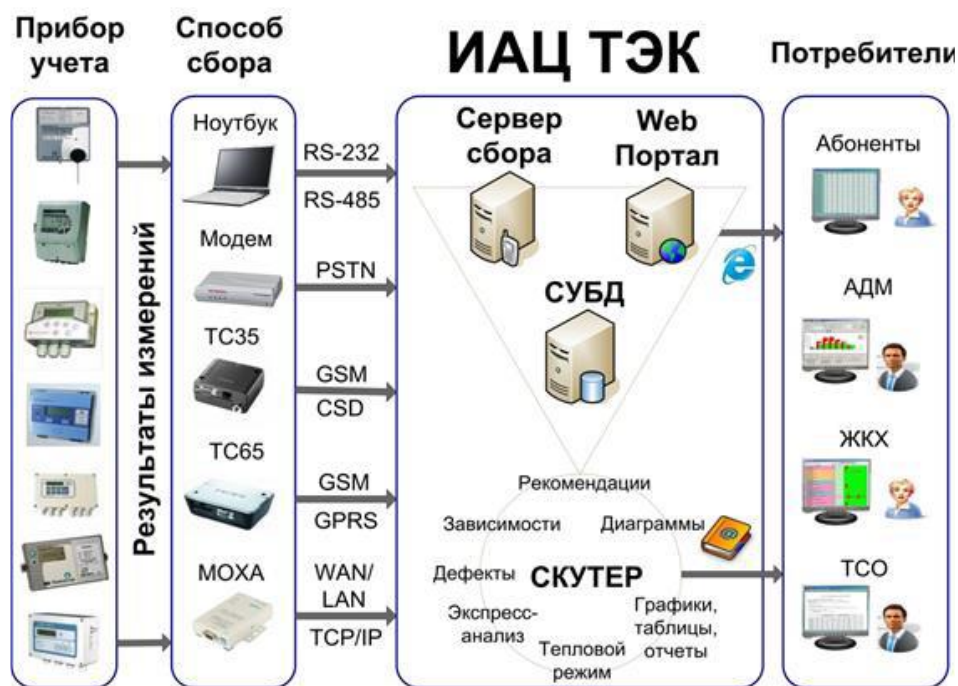 Прибор
учета
Способ
сбора
ИАЦ ТЭК
Потребители
Результаты измерений
Ноутбук
RS-232
RS-485
Модем
PSTN
TC35
GSM
CSD
TC65
GSM
GPRS
MOXA
WAN/
LAN
TCP/IP
Сервер
сбора
Web
Портал
СУБД
Рекомендации
Зависимости
Диаграммы
Дефекты
СКУТЕР
Экспресс-
анализ
Тепловой
режим
Графики,
таблицы,
отчеты
Абоненты
АДМ
ЖКХ
ТСО